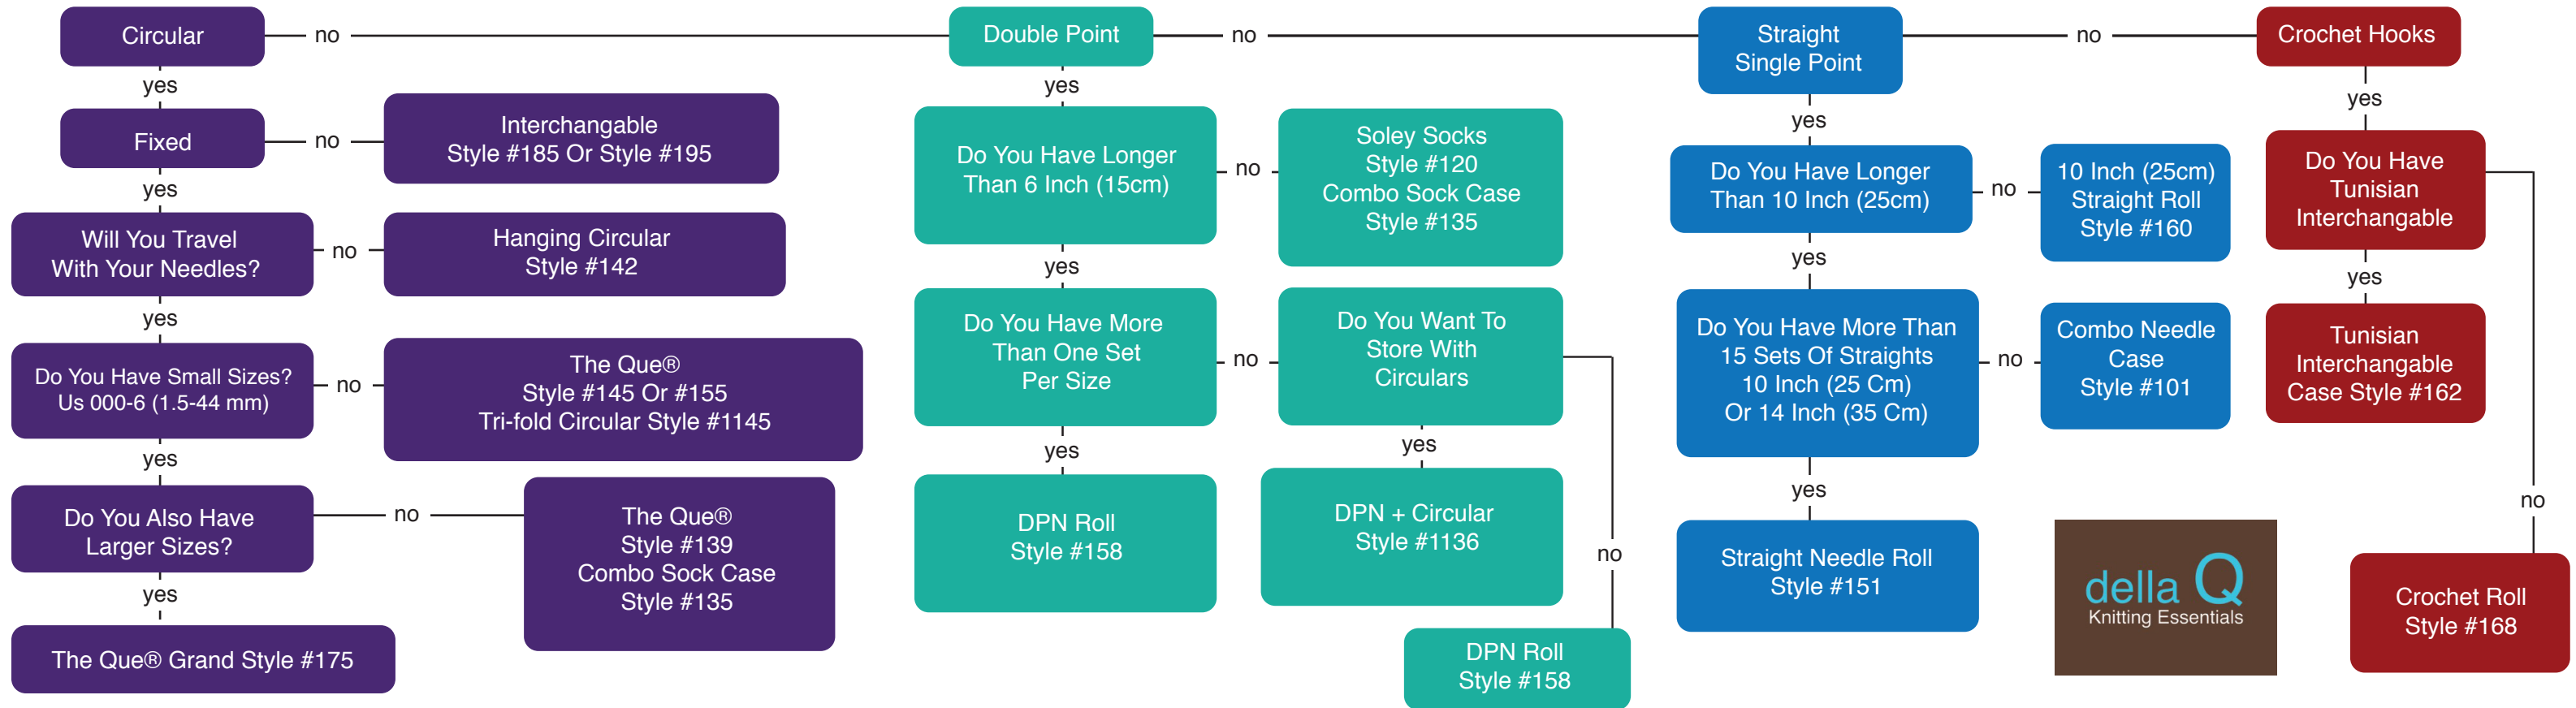 Circular
no
yes
Fixed
no
Interchangable
Style #185 Or Style #195
yes
Will You Travel
With Your Needles?
no
Hanging Circular
Style #142
yes
Do You Have Small Sizes?
Us 000-6 (1.5-44 mm)
no
The Que®
Style #145 Or #155
Tri-fold Circular Style #1145
yes
Do You Also Have
Larger Sizes?
no
The Que®
Style #139
Combo Sock Case
Style #135
yes
The Que® Grand Style #175
Double Point
no
yes
Do You Have Longer
Than 6 Inch (15cm)
no
Soley Socks
Style #120
Combo Sock Case
Style #135
yes
Do You Have More
Than One Set
Per Size
no
Do You Want To
Store With
Circulars
yes
DPN Roll
Style #158
yes
DPN + Circular
Style #1136
no
DPN Roll
Style #158
Straight
Single Point
no
yes
Do You Have Longer
Than 10 Inch (25cm)
no
10 Inch (25cm)
Straight Roll
Style #160
yes
Do You Have More Than
15 Sets Of Straights
10 Inch (25 Cm)
Or 14 Inch (35 Cm)
no
Combo Needle
Case
Style #101
yes
Straight Needle Roll
Style #151
Crochet Hooks
yes
Do You Have
Tunisian
Interchangable
yes
Tunisian
Interchangable
Case Style #162
no
Crochet Roll
Style #168
della Q
Knitting Essentials